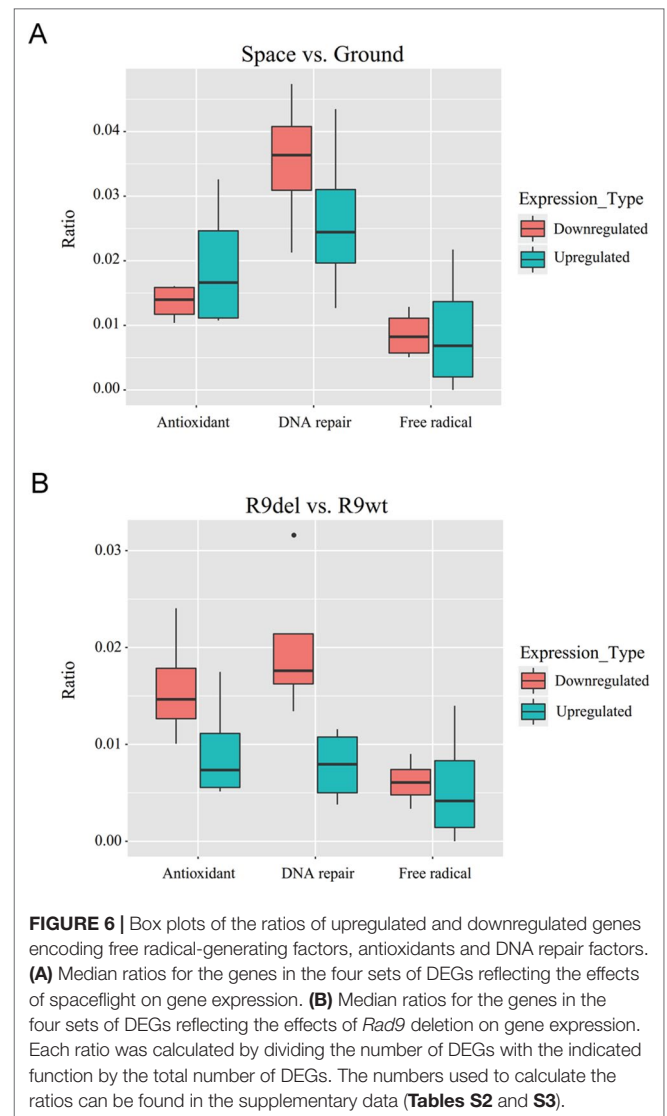 A
Space vs. Ground
Ratio
0.04
0.03
0.02
0.01
0.00
Antioxidant
DNA repair
Free radical
Expression_Type
Downregulated
Upregulated
B
R9del vs. R9wt
Ratio
0.03
0.02
0.01
0.00
Antioxidant
DNA repair
Free radical
Expression_Type
Downregulated
Upregulated
FIGURE 6 | Box plots of the ratios of upregulated and downregulated genes
encoding free radical-generating factors, antioxidants and DNA repair factors.
(A) Median ratios for the genes in the four sets of DEGs reflecting the effects
of spaceflight on gene expression. (B) Median ratios for the genes in the
four sets of DEGs reflecting the effects of Rad9 deletion on gene expression.
Each ratio was calculated by dividing the number of DEGs with the indicated
function by the total number of DEGs. The numbers used to calculate the
ratios can be found in the supplementary data (Tables S2 and S3).